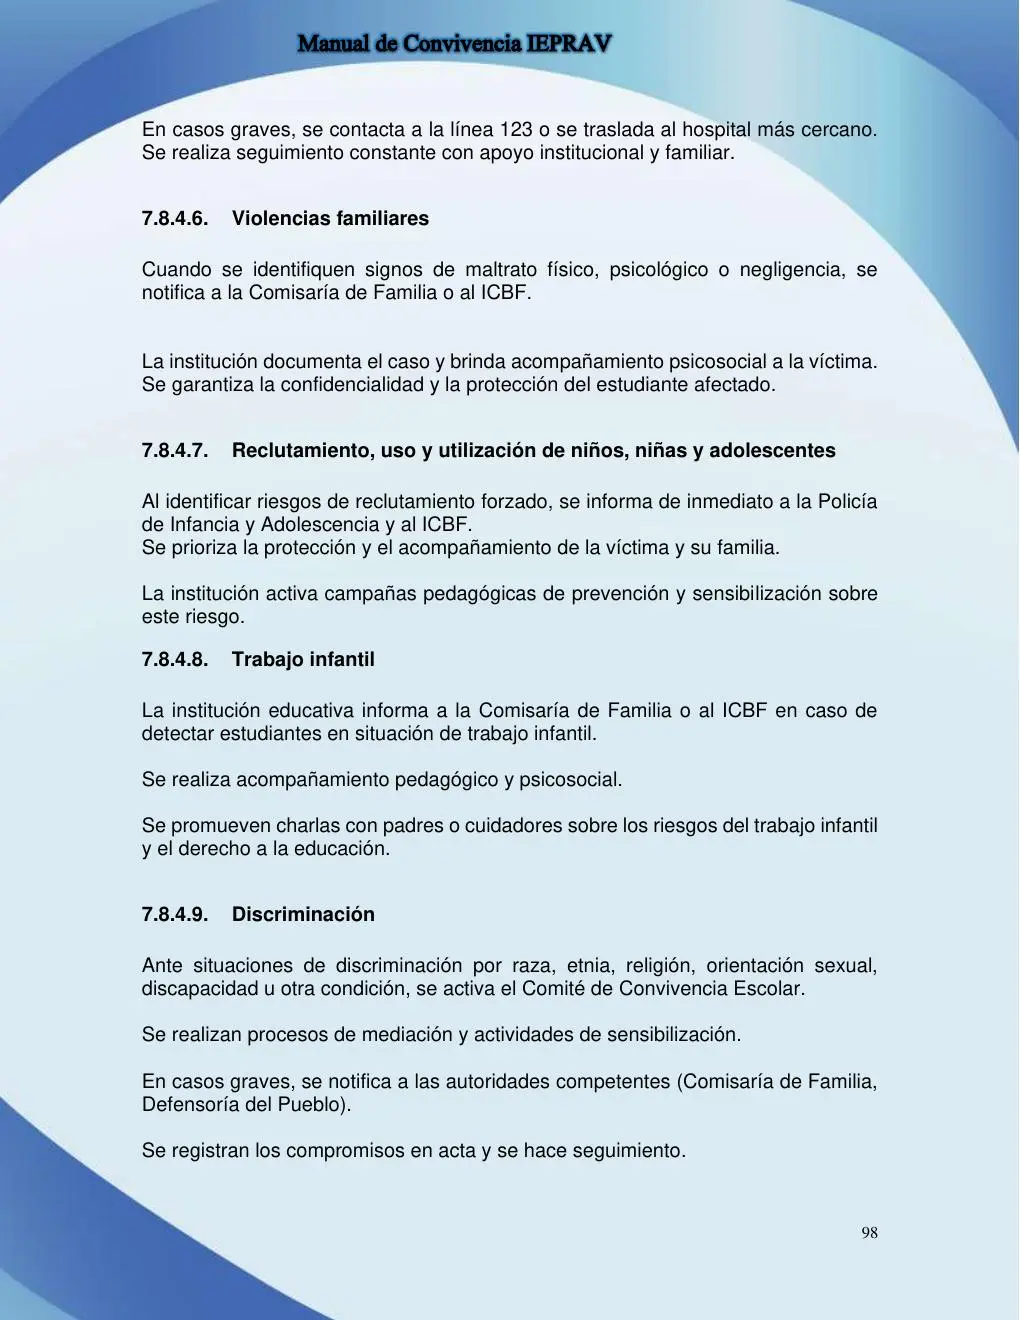 Manual de Convivencia IEPRAV
En casos graves, se contacta a la línea 123 o se traslada al hospital más cercano.
Se realiza seguimiento constante con apoyo institucional y familiar.
7.8.4.6. Violencias familiares
Cuando se identifiquen signos de maltrato físico, psicológico o negligencia, se
notifica a la Comisaría de Familia o al ICBF.
La institución documenta el caso y brinda acompañamiento psicosocial a la víctima.
Se garantiza la confidencialidad y la protección del estudiante afectado.
7.8.4.7. Reclutamiento, uso y utilización de niños, niñas y adolescentes
Al identificar riesgos de reclutamiento forzado, se informa de inmediato a la Policía
de Infancia y Adolescencia y al ICBF.
Se prioriza la protección y el acompañamiento de la víctima y su familia.
La institución activa campañas pedagógicas de prevención y sensibilización sobre
este riesgo.
7.8.4.8. Trabajo infantil
La institución educativa informa a la Comisaría de Familia o al ICBF en caso de
detectar estudiantes en situación de trabajo infantil.
Se realiza acompañamiento pedagógico y psicosocial.
Se promueven charlas con padres o cuidadores sobre los riesgos del trabajo infantil
y el derecho a la educación.
7.8.4.9. Discriminación
Ante situaciones de discriminación por raza, etnia, religión, orientación sexual,
discapacidad u otra condición, se activa el Comité de Convivencia Escolar.
Se realizan procesos de mediación y actividades de sensibilización.
En casos graves, se notifica a las autoridades competentes (Comisaría de Familia,
Defensoría del Pueblo).
Se registran los compromisos en acta y se hace seguimiento.
98